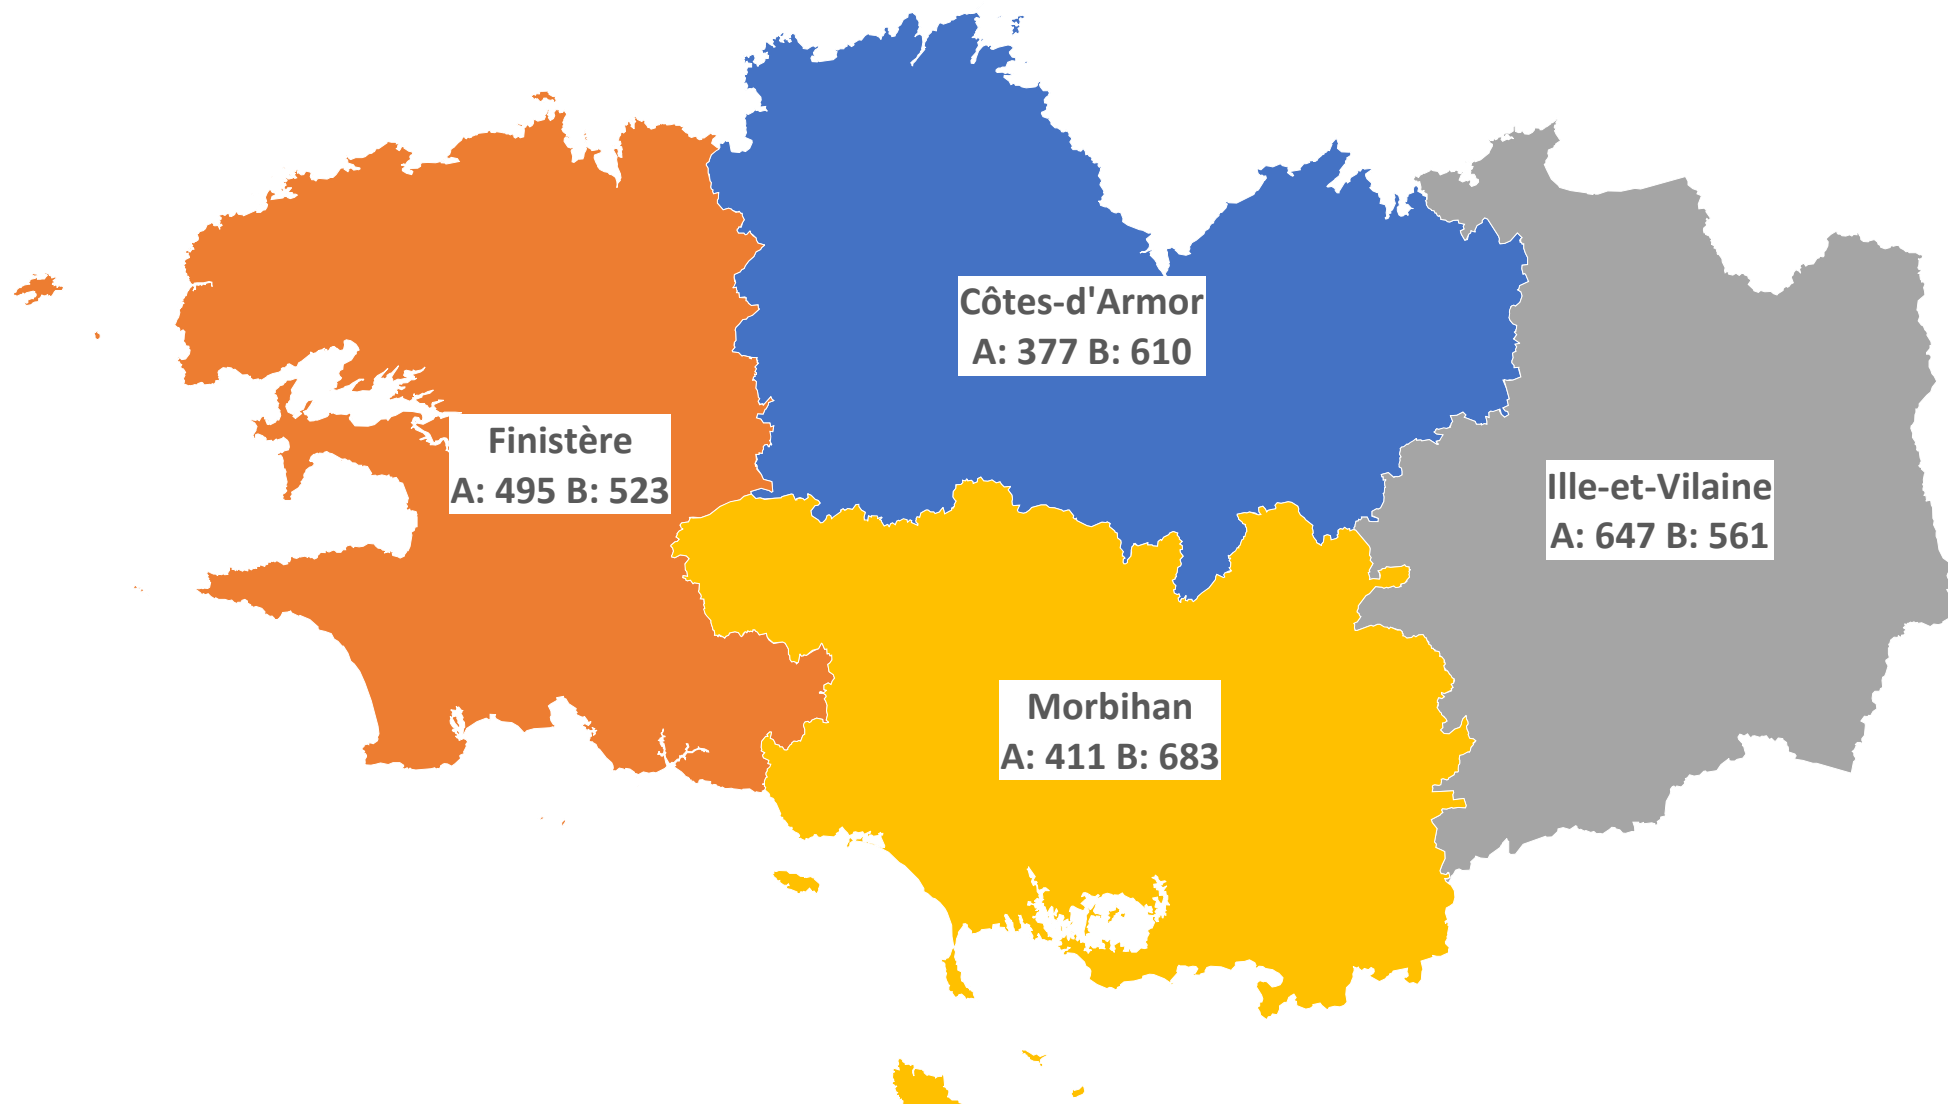 Côtes-d'Armor
A: 377 B: 610
Finistère
A: 495 B: 523
Ille-et-Vilaine
A: 647 B: 561
Morbihan
A: 411 B: 683